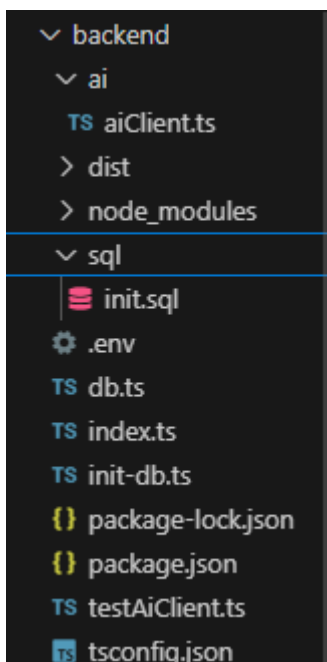 backend
ai
TS aiClient.ts
dist
node_modules
sql
init.sql
.env
TS db.ts
TS index.ts
TS init-db.ts
{} package-lock.json
{} package.json
TS testAiClient.ts
TS tsconfig.json